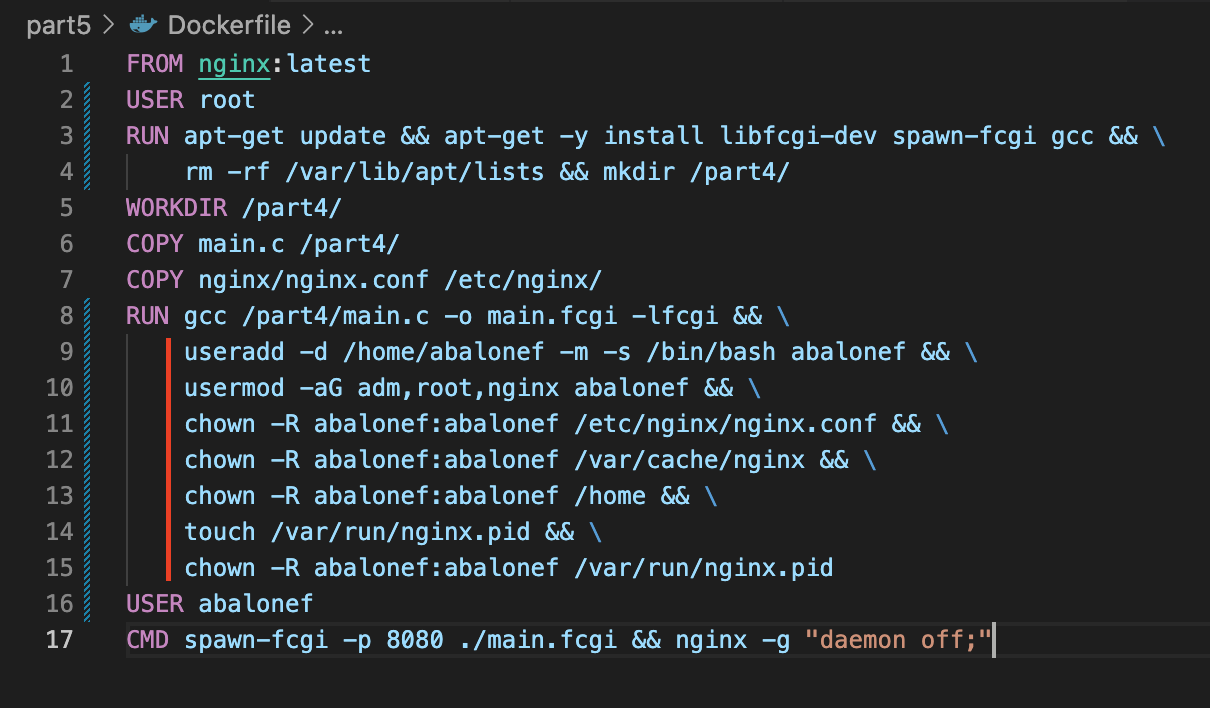 part5 > Dockerfile > ...
1 FROM nginx:latest
2 USER root
3 RUN apt-get update && apt-get -y install libfcgi-dev spawn-fcgi gcc && \
4     rm -rf /var/lib/apt/lists && mkdir /part4/
5 WORKDIR /part4/
6 COPY main.c /part4/
7 COPY nginx/nginx.conf /etc/nginx/
8 RUN gcc /part4/main.c -o main.fcgi -lfcgi && \
9     useradd -d /home/abalonef -m -s /bin/bash abalonef && \
10     usermod -aG adm,root,nginx abalonef && \
11     chown -R abalonef:abalonef /etc/nginx/nginx.conf && \
12     chown -R abalonef:abalonef /var/cache/nginx && \
13     chown -R abalonef:abalonef /home && \
14     touch /var/run/nginx.pid && \
15     chown -R abalonef:abalonef /var/run/nginx.pid
16 USER abalonef
17 CMD spawn-fcgi -p 8080 ./main.fcgi && nginx -g "daemon off;"